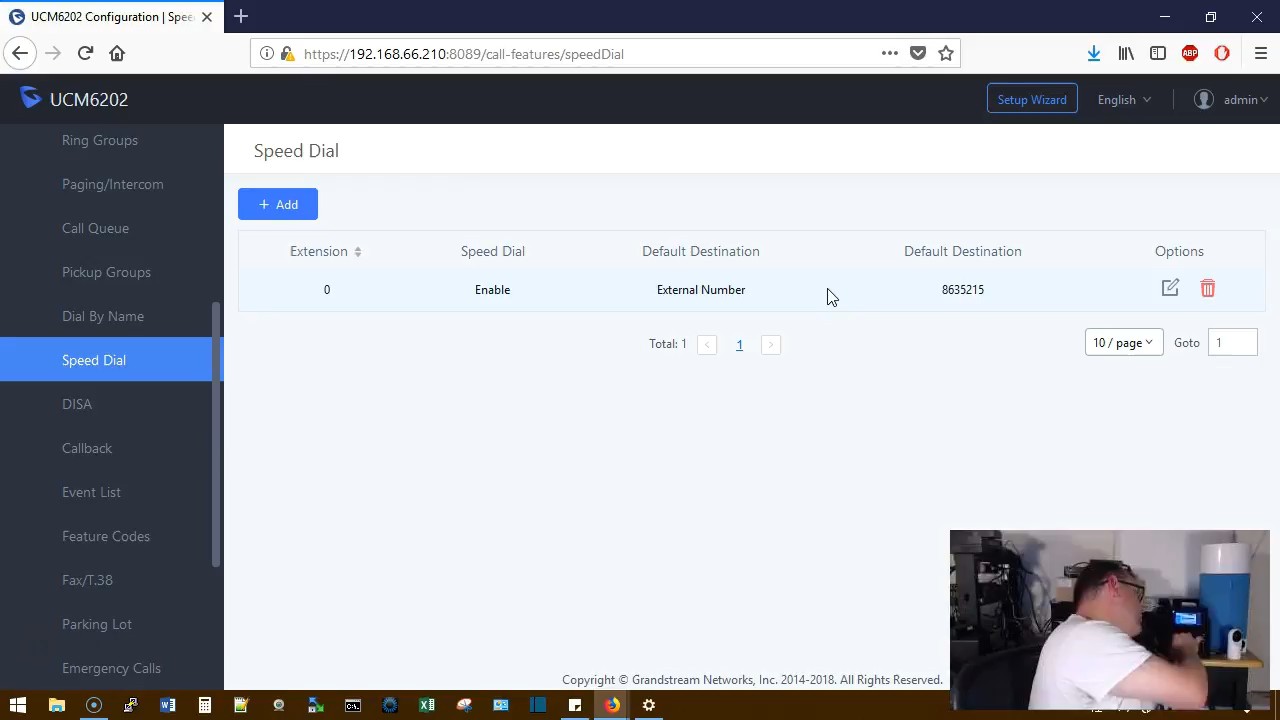 UCM6202 Configuration | Spee
https://192.168.66.210:8089/call-features/speedDial
ABP
UCM6202
Setup Wizard
English
admin
Ring Groups
Paging/Intercom
Call Queue
Pickup Groups
Dial By Name
Speed Dial
DISA
Callback
Event List
Feature Codes
Fax/T.38
Parking Lot
Emergency Calls
Speed Dial
+ Add
Extension Speed Dial Default Destination Default Destination Options
0 Enable External Number 8635215
Total: 1 < 1 > 10 / page Goto 1
Copyright © Grandstream Networks, Inc. 2014-2018. All Rights Reserved.